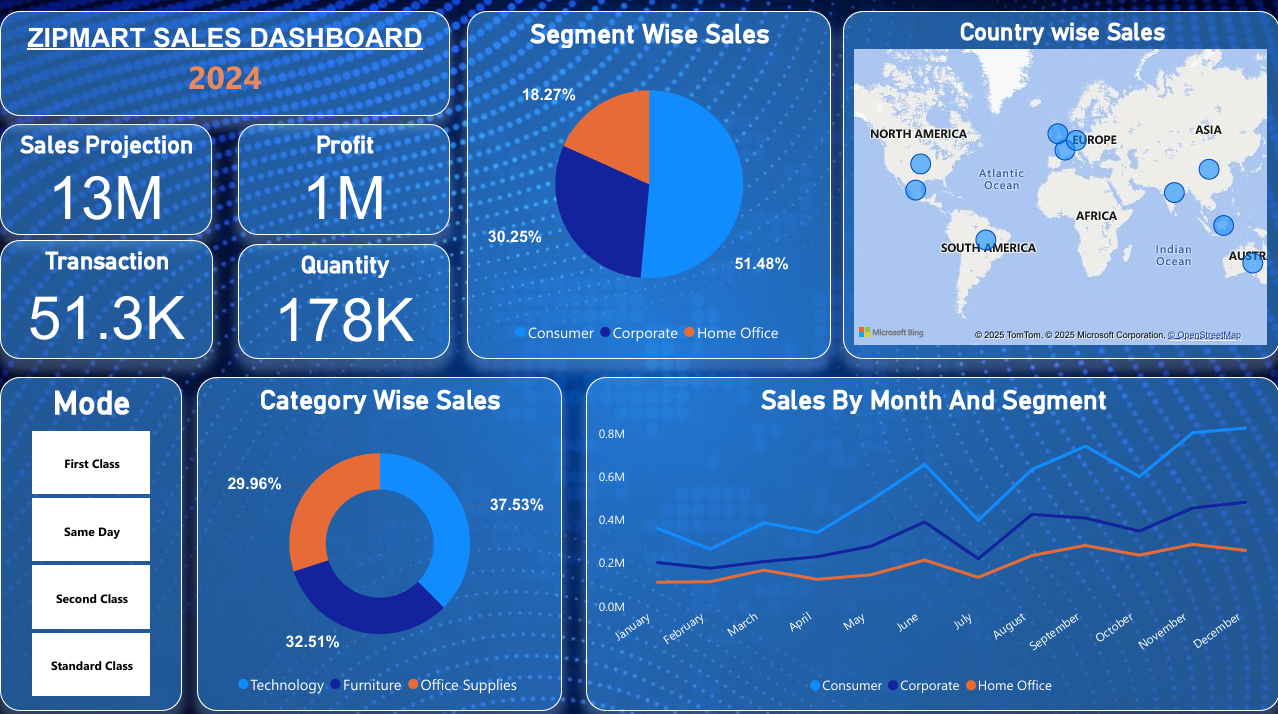 ZIPMART SALES DASHBOARD
2024
Sales Projection
13M
Profit
1M
Transaction
51.3K
Quantity
178K
Segment Wise Sales
18.27%
30.25%
51.48%
Consumer Corporate Home Office
Country wise Sales
NORTH AMERICA
EUROPE
ASIA
Atlantic
Ocean
AFRICA
SOUTH AMERICA
Indian
Ocean
AUSTR
Microsoft Bing
© 2025 TomTom, © 2025 Microsoft Corporation, © OpenStreetMap
Mode
First Class
Same Day
Second Class
Standard Class
Category Wise Sales
29.96%
37.53%
32.51%
Technology Furniture Office Supplies
Sales By Month And Segment
0.8M
0.6M
0.4M
0.2M
0.0M
January February March April May June July August September October November December
Consumer Corporate Home Office